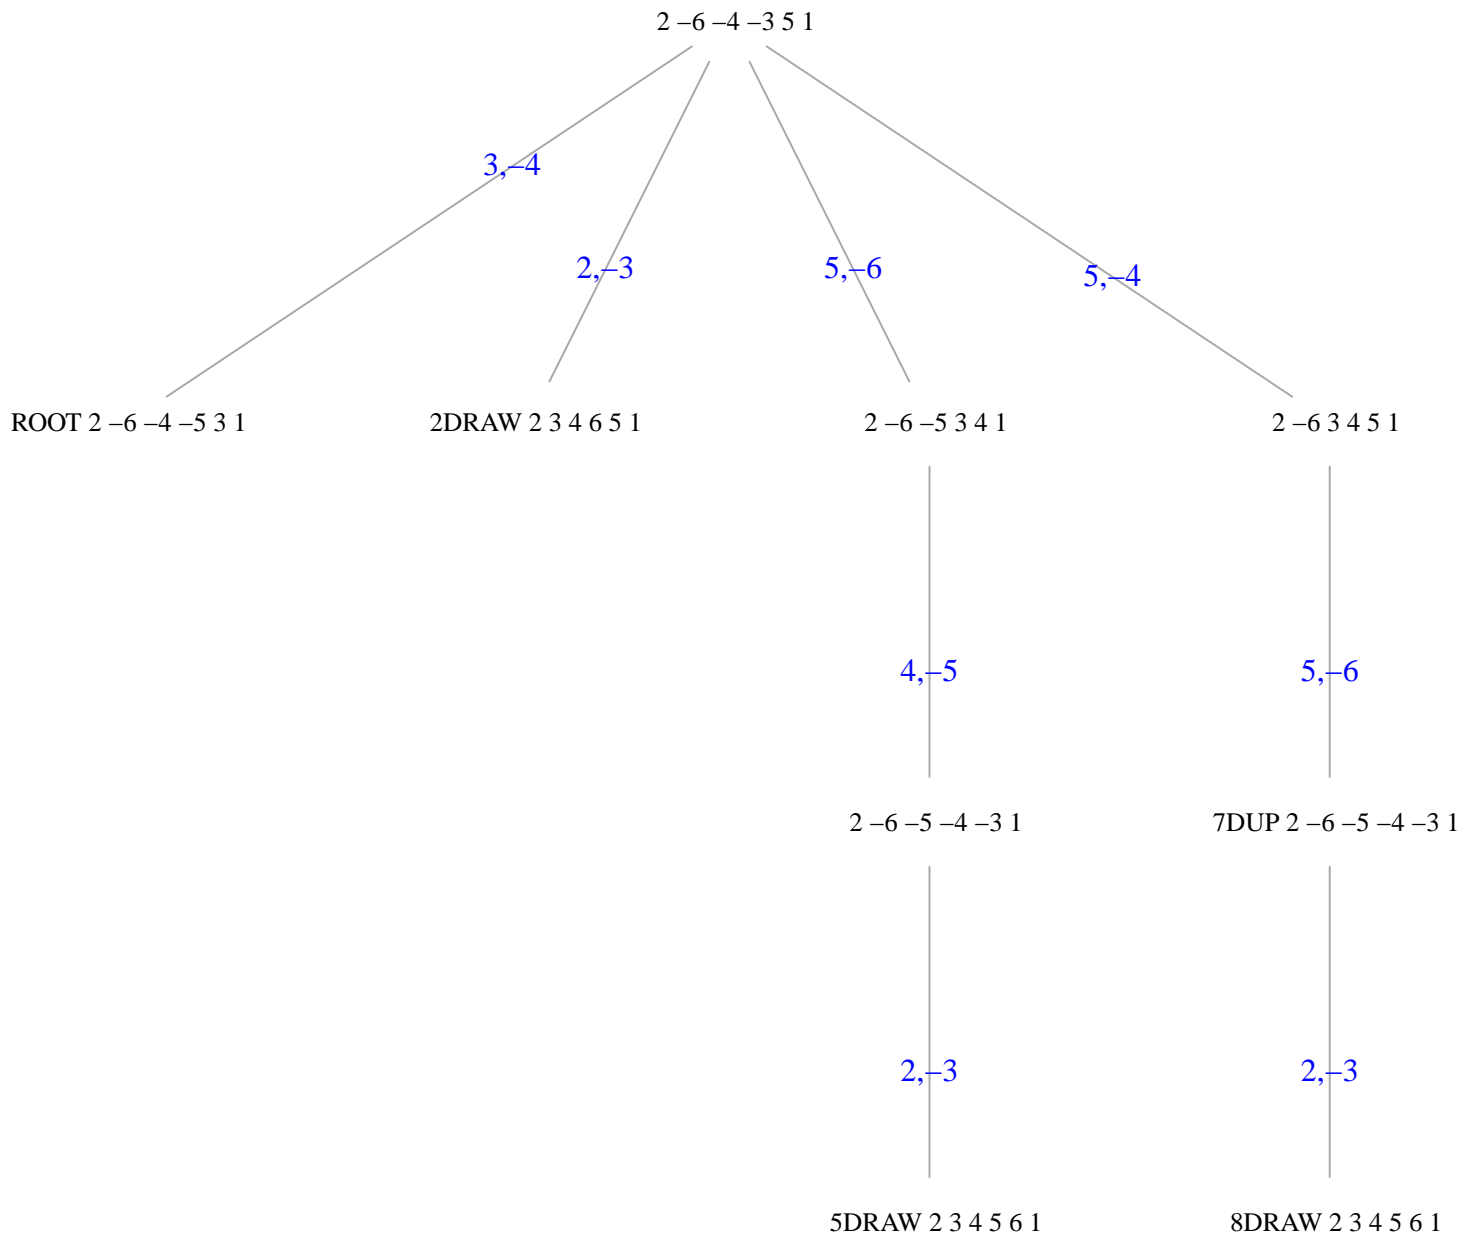 2 –6 –4 –3 5 1
3,–4
2,–3
5,–6
5,–4
ROOT 2 –6 –4 –5 3 1
2DRAW 2 3 4 6 5 1
2 –6 –5 3 4 1
2 –6 3 4 5 1
4,–5
5,–6
2 –6 –5 –4 –3 1
7DUP 2 –6 –5 –4 –3 1
2,–3
2,–3
5DRAW 2 3 4 5 6 1
8DRAW 2 3 4 5 6 1